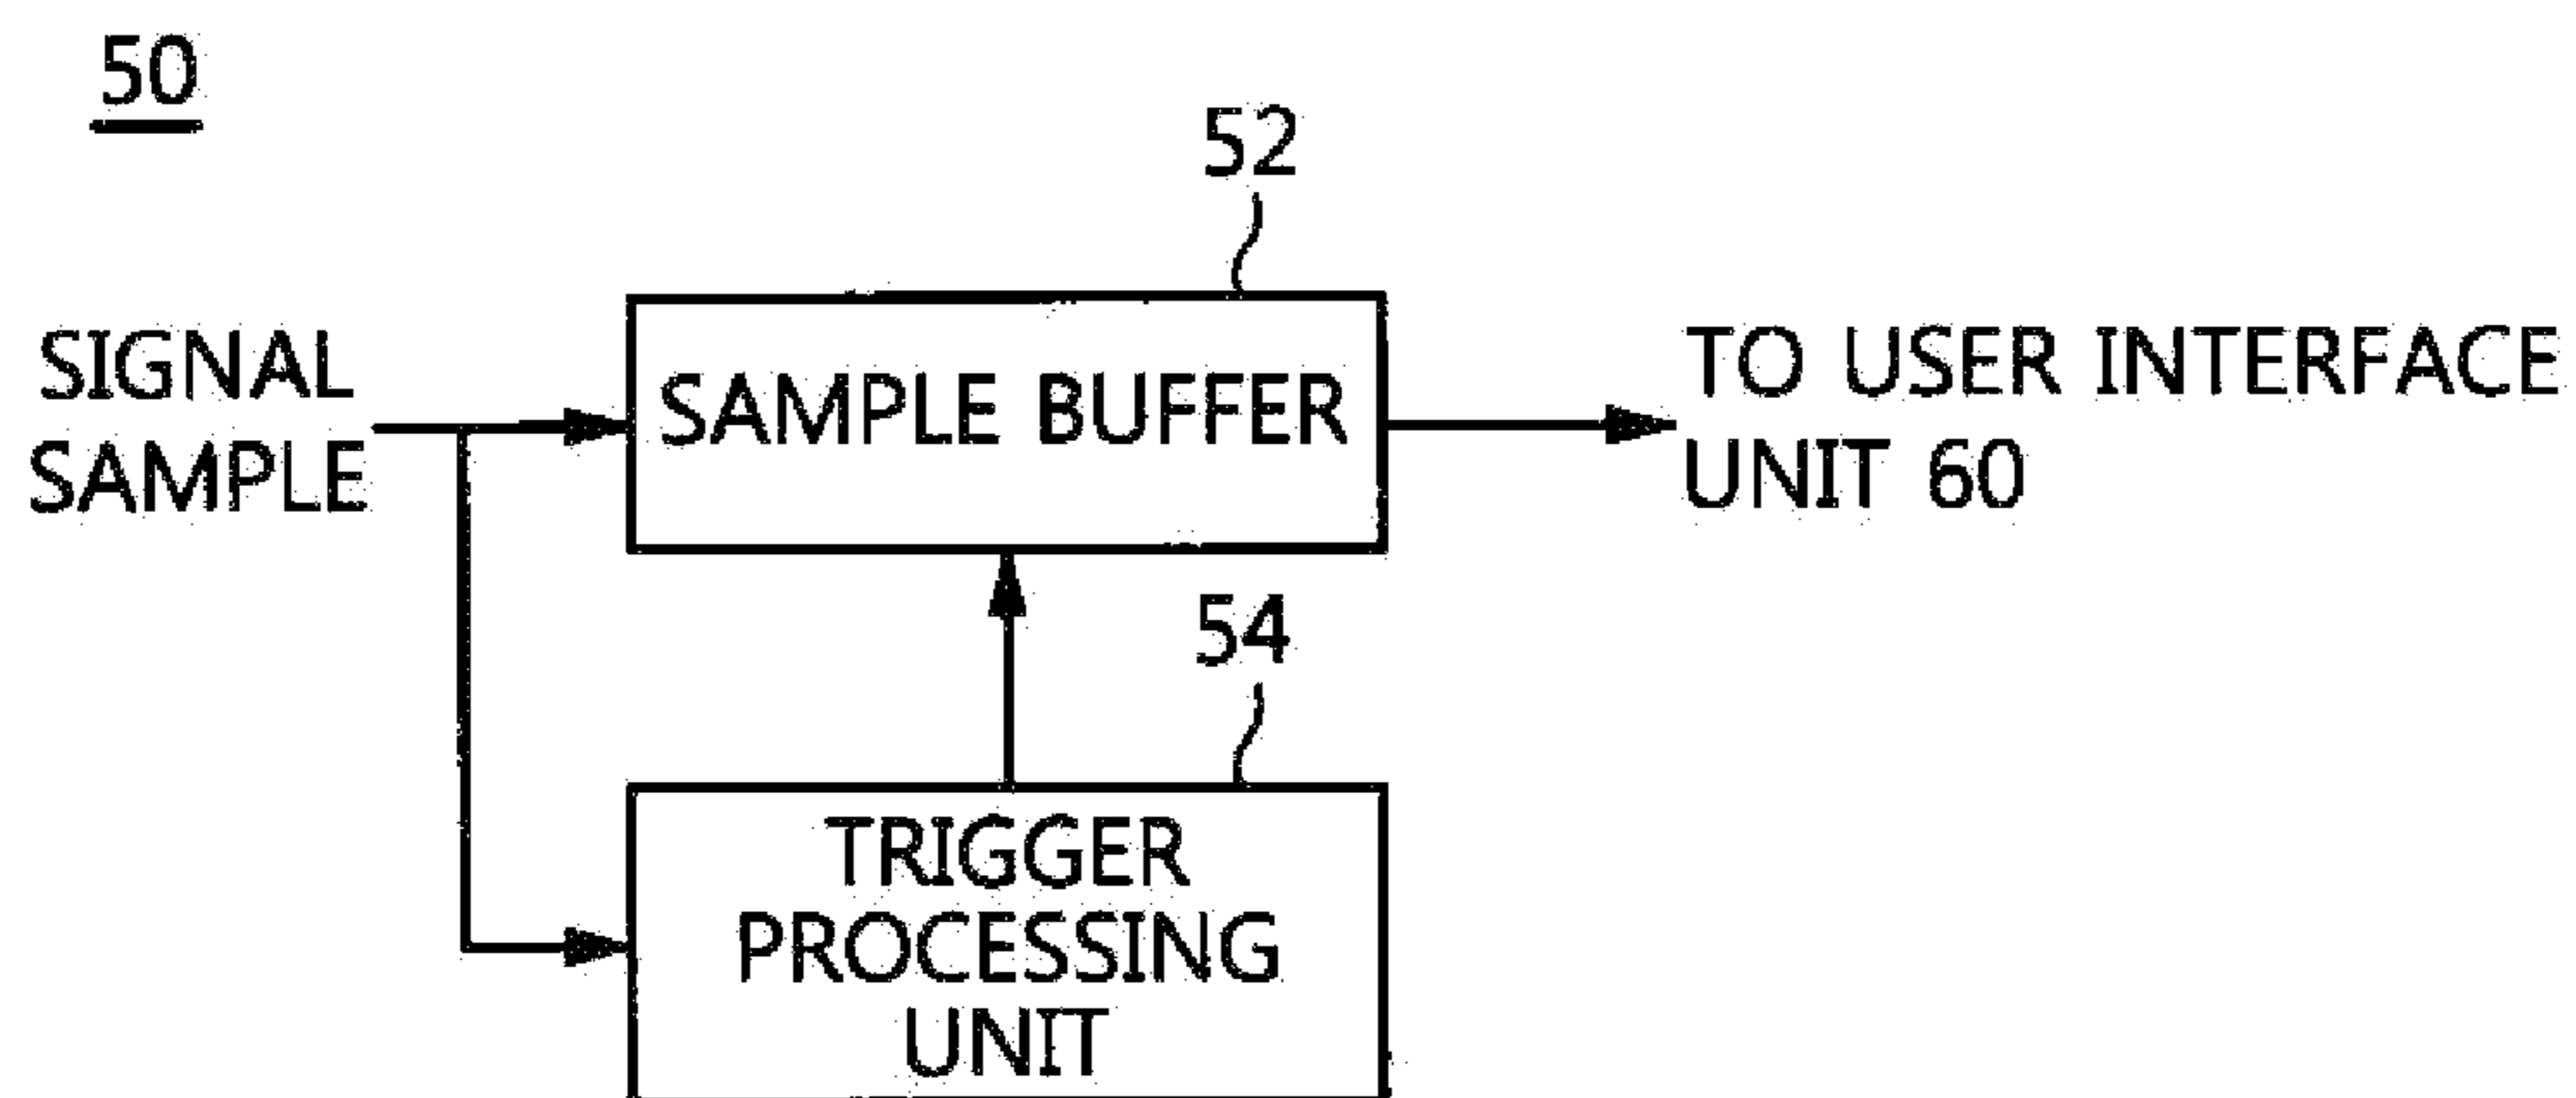 50
52
SIGNAL
SAMPLE
SAMPLE BUFFER
TO USER INTERFACE
UNIT 60
54
TRIGGER
PROCESSING
UNIT